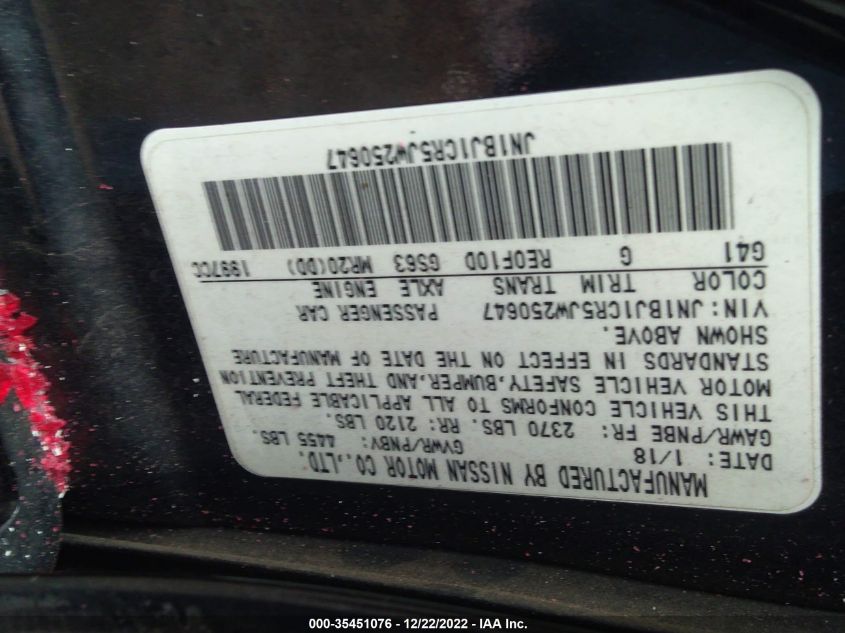 MANUFACTURED BY NISSAN MOTOR CO.,LTD.
DATE: 1/18 GVWR/PNBV: 4455 LBS.
GAWR/PNBE FR: 2370 LBS. RR: 2120 LBS.
THIS VEHICLE CONFORMS TO ALL APPLICABLE FEDERAL
MOTOR VEHICLE SAFETY,BUMPER,AND THEFT PREVENTION
STANDARDS IN EFFECT ON THE DATE OF MANUFACTURE
SHOWN ABOVE.
VIN: JN1BJ1CR5JW250647 PASSENGER CAR
COLOR TRIM TRANS AXLE ENGINE
G41 G RE0F10D GS63 MR20(DD) 1997CC
JN1BJ1CR5JW250647
000-35451076 - 12/22/2022 - IAA Inc.